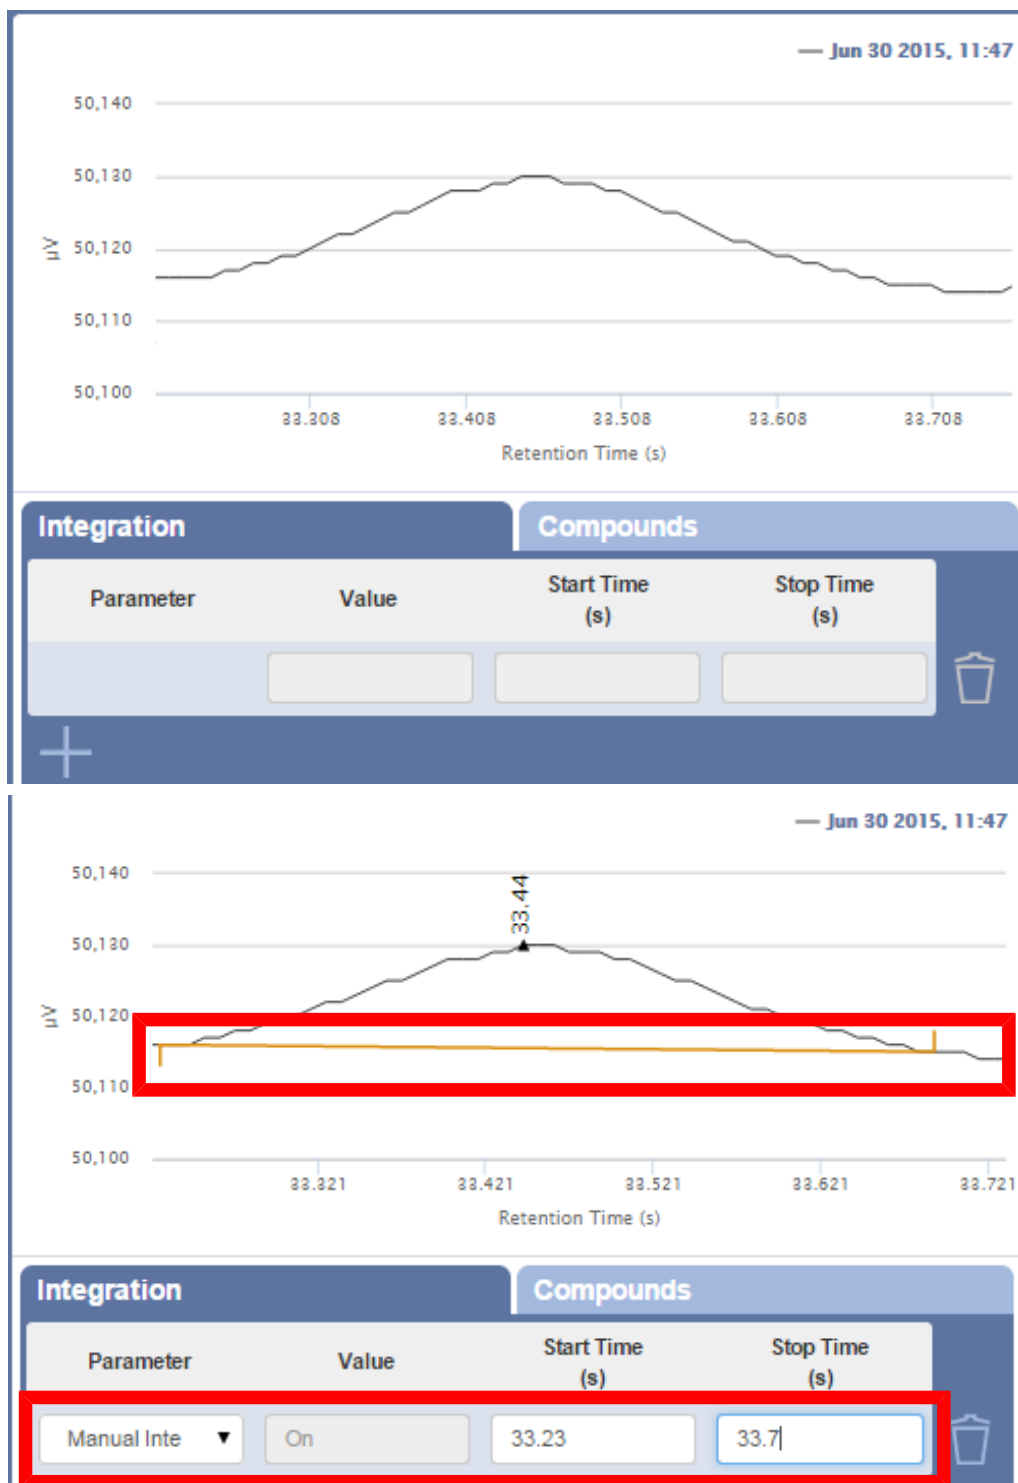 Jun 30 2015, 11:47
50,140
50,130
50,120
50,110
50,100
µV
33.308 33.408 33.508 33.608 33.708
Retention Time (s)
Integration Compounds
Parameter Value Start Time (s) Stop Time (s)
Jun 30 2015, 11:47
50,140
33.44
50,130
50,120
50,110
50,100
µV
33.321 33.421 33.521 33.621 33.721
Retention Time (s)
Integration Compounds
Parameter Value Start Time (s) Stop Time (s)
Manual Inte On 33.23 33.7